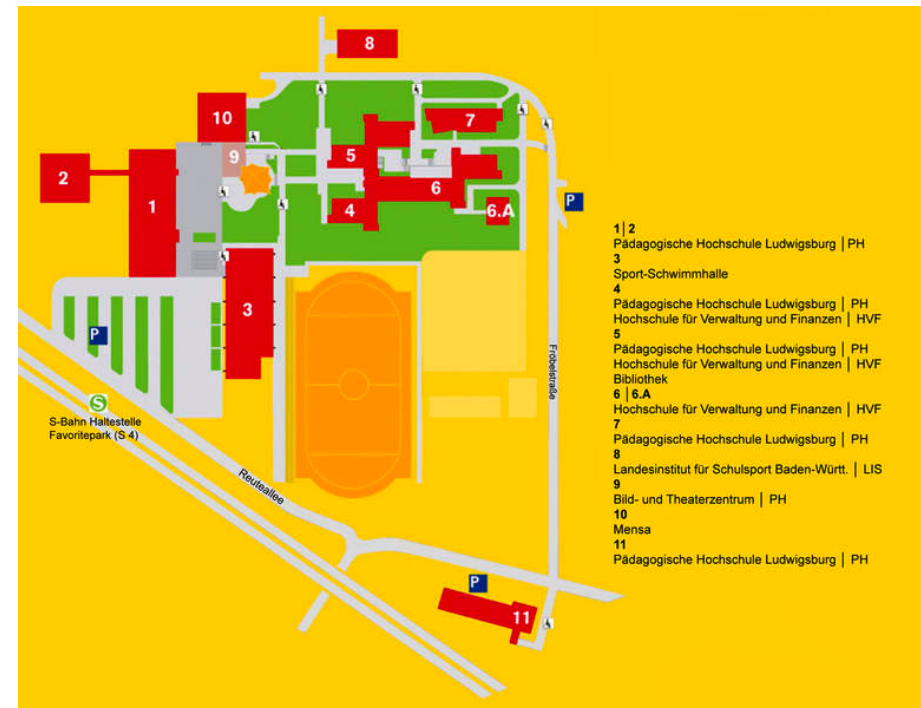 8
10
7
9
5
2
1
6
4
6.A
P
3
P
S
S-Bahn Haltestelle
Favoritepark (S 4)
Fröbelstraße
Reuteallee
P
11
1 | 2
Pädagogische Hochschule Ludwigsburg | PH
3
Sport-Schwimmhalle
4
Pädagogische Hochschule Ludwigsburg | PH
Hochschule für Verwaltung und Finanzen | HVF
5
Pädagogische Hochschule Ludwigsburg | PH
Hochschule für Verwaltung und Finanzen | HVF
Bibliothek
6 | 6.A
Hochschule für Verwaltung und Finanzen | HVF
7
Pädagogische Hochschule Ludwigsburg | PH
8
Landesinstitut für Schulsport Baden-Württ. | LIS
9
Bild- und Theaterzentrum | PH
10
Mensa
11
Pädagogische Hochschule Ludwigsburg | PH